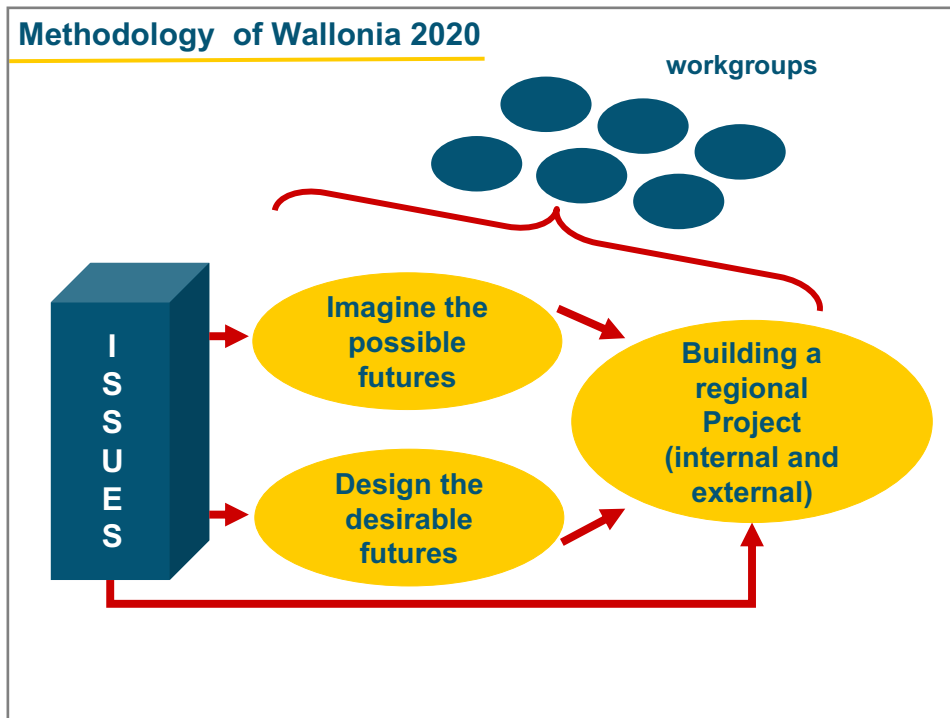 Methodology of Wallonia 2020
workgroups
ISSUES
Imagine the
possible
futures
Design the
desirable
futures
Building a
regional
Project
(internal and
external)